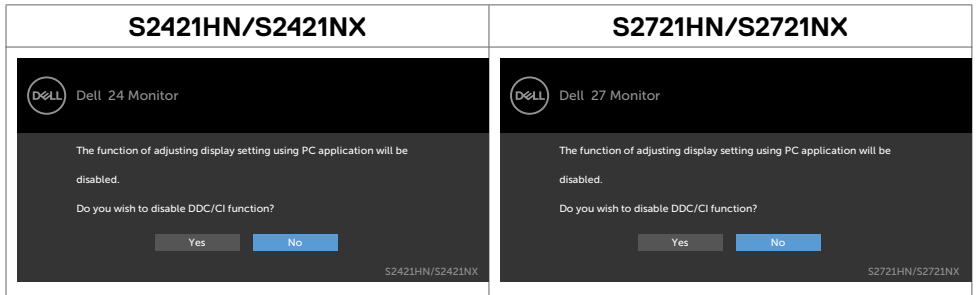 S2421HN/S2421NX
S2721HN/S2721NX
DELL
Dell 24 Monitor
The function of adjusting display setting using PC application will be
disabled.
Do you wish to disable DDC/CI function?
Yes
No
S2421HN/S2421NX
DELL
Dell 27 Monitor
The function of adjusting display setting using PC application will be
disabled.
Do you wish to disable DDC/CI function?
Yes
No
S2721HN/S2721NX